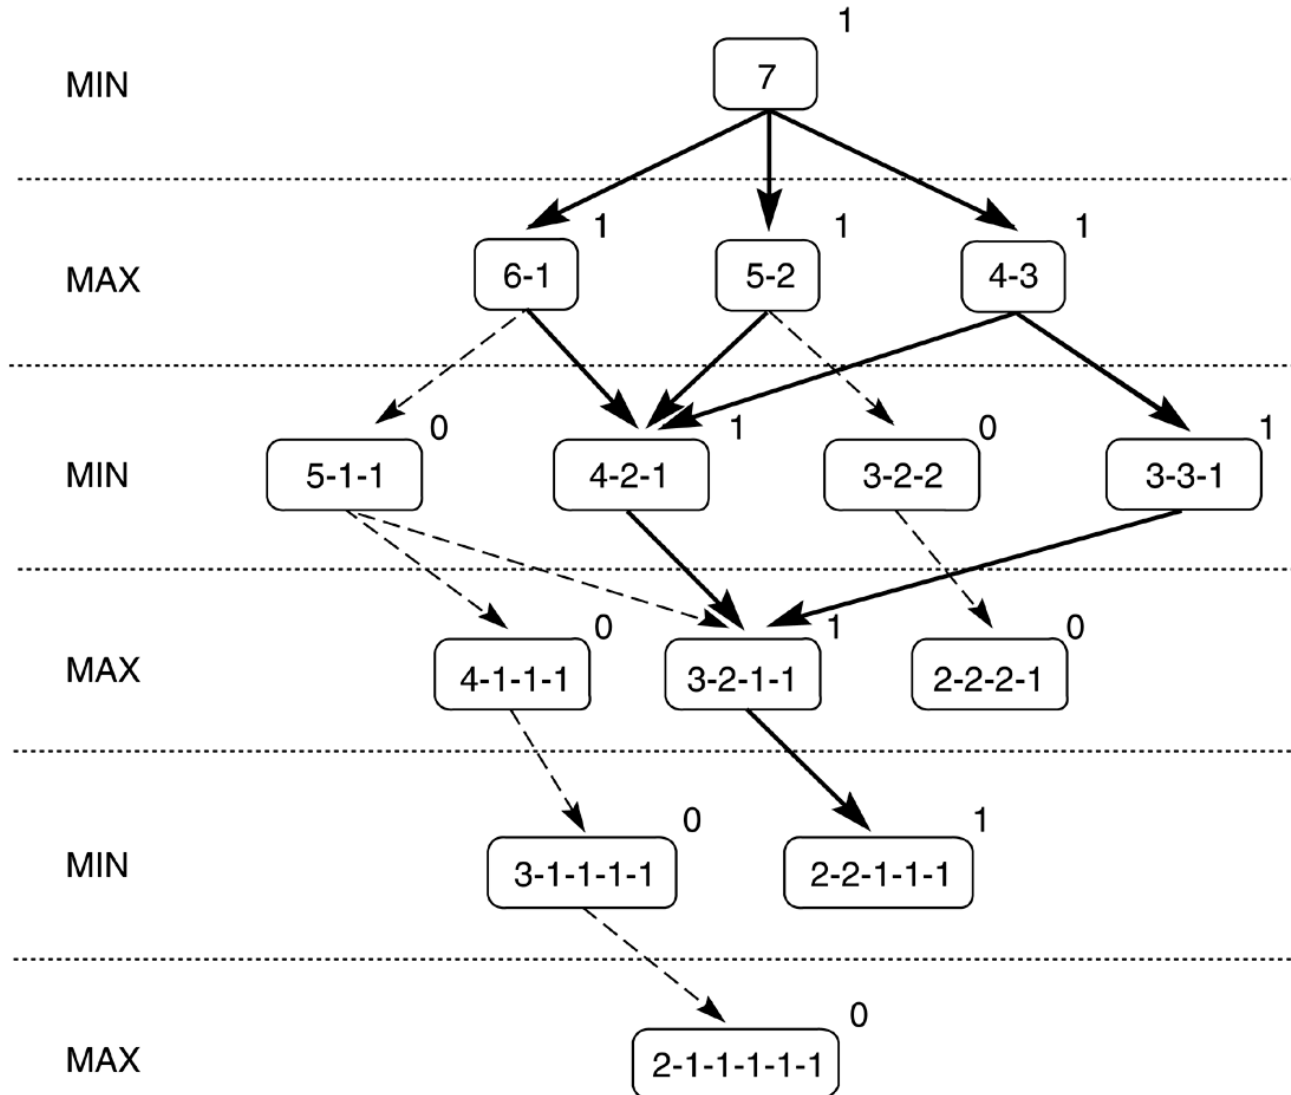 1
MIN 7
1 1 1
MAX 6-1 5-2 4-3
0 1 0 1
MIN 5-1-1 4-2-1 3-2-2 3-3-1
0 1 0
MAX 4-1-1-1 3-2-1-1 2-2-2-1
0 1
MIN 3-1-1-1-1 2-2-1-1-1
0
MAX 2-1-1-1-1-1